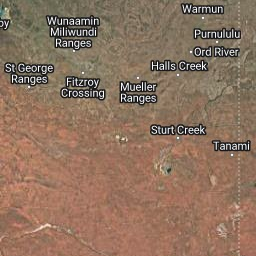 Warmun
Wunaamin
Miliwundi
Ranges
Purnululu
Ord River
St George
Ranges
Fitzroy
Crossing
Mueller
Ranges
Halls Creek
Sturt Creek
Tanami